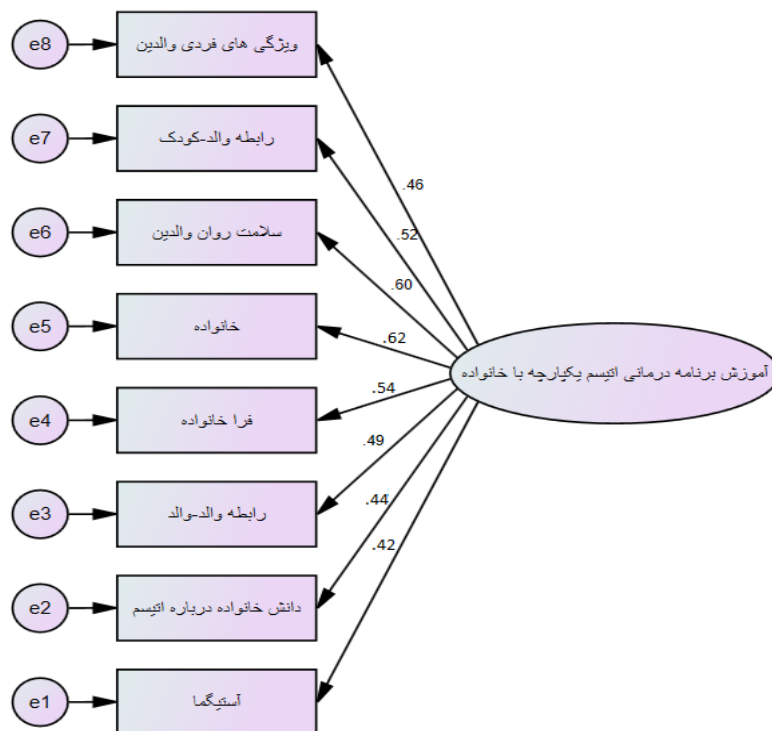 e8
ویژگی های فردی والدین
.46
e7
رابطه والد-کودک
.52
e6
سلامت روان والدین
.60
e5
خانواده
.62
آموزش برنامه درمانی اتیسم یکپارچه با خانواده
e4
فرا خانواده
.54
e3
رابطه والد-والد
.49
e2
دانش خانواده درباره اتیسم
.44
e1
آستیگما
.42